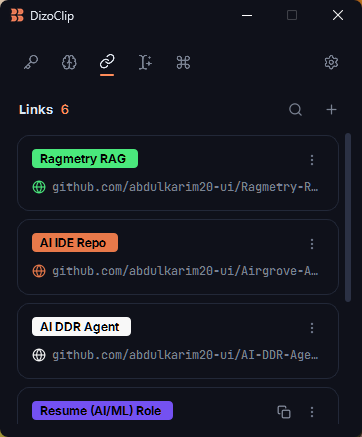 DizoClip
Links 6
Ragmetry RAG
github.com/abdulkarim20-ui/Ragmetry-R…
AI IDE Repo
github.com/abdulkarim20-ui/Airgrove-A…
AI DDR Agent
github.com/abdulkarim20-ui/AI-DDR-Age…
Resume (AI/ML) Role